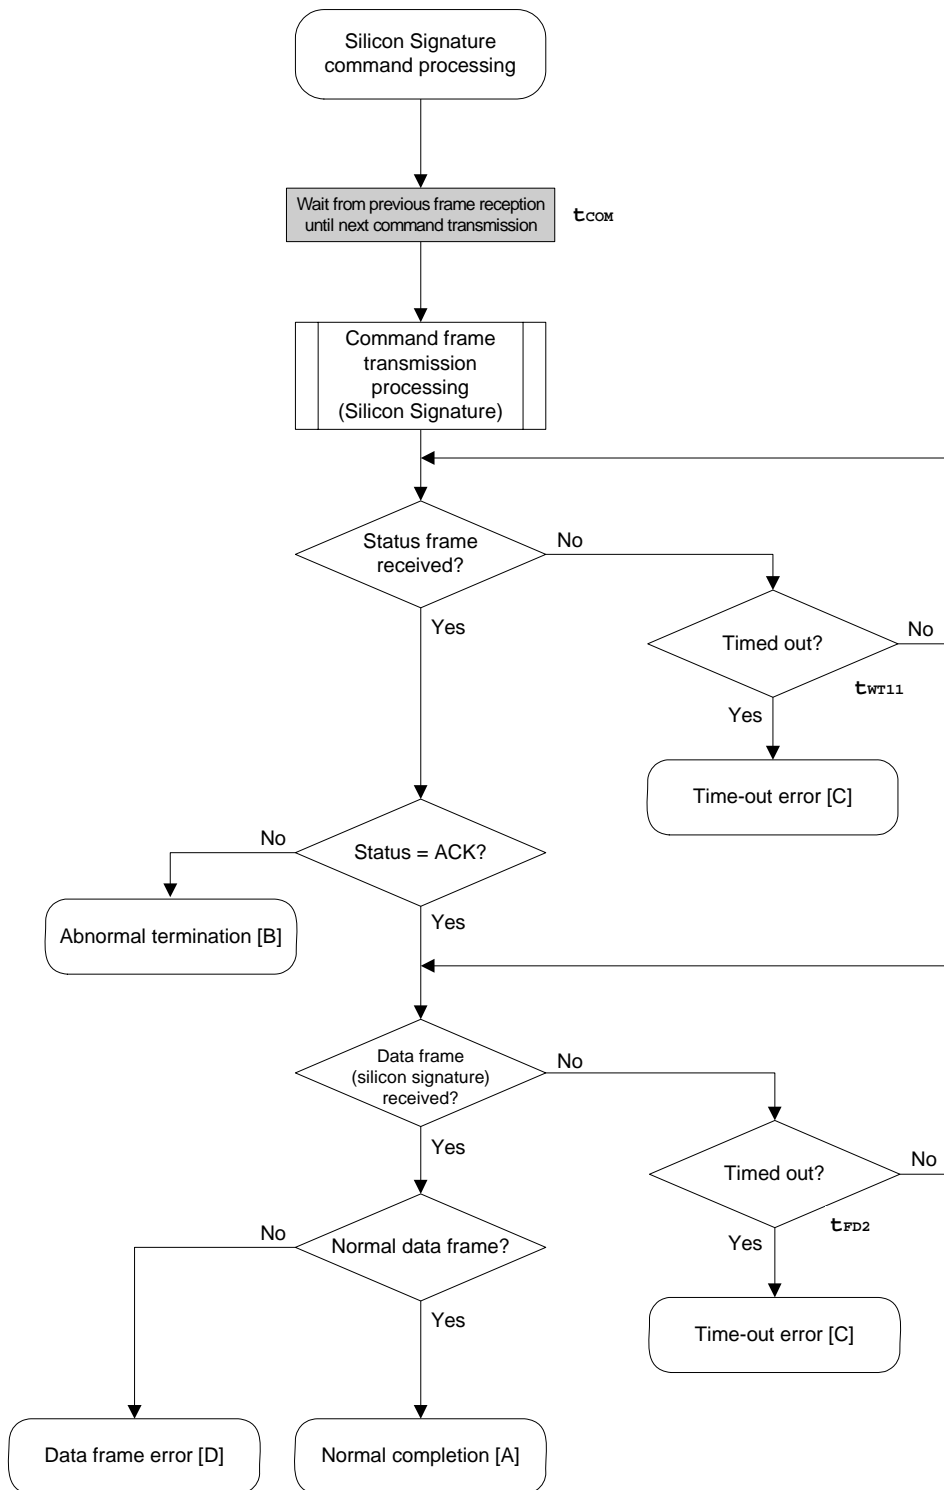 Silicon Signature
command processing
Wait from previous frame reception
until next command transmission
tCOM
Command frame
transmission
processing
(Silicon Signature)
Status frame
received?
No
Yes
Timed out?
No
tWT11
Yes
Time-out error [C]
No
Status = ACK?
Yes
Abnormal termination [B]
Data frame
(silicon signature)
received?
No
Yes
Timed out?
No
tFD2
Yes
No
Normal data frame?
Yes
Time-out error [C]
Data frame error [D]
Normal completion [A]